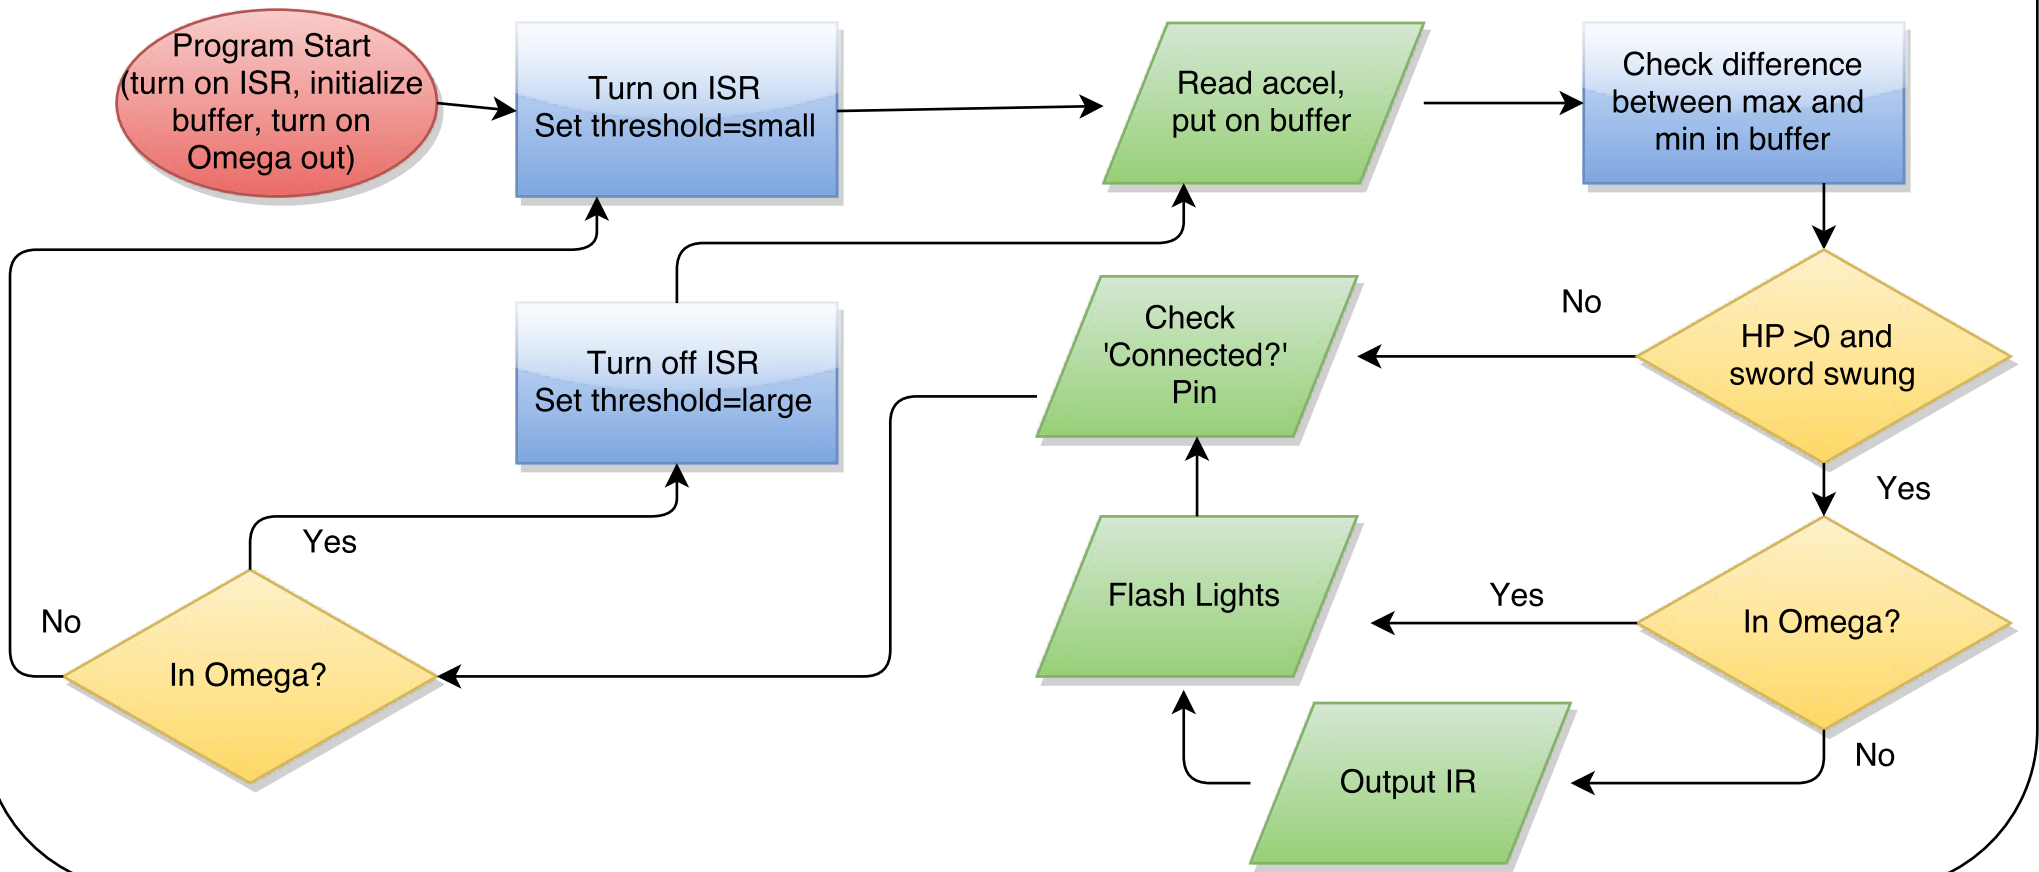 Program Start
(turn on ISR, initialize
buffer, turn on
Omega out)
Turn on ISR
Set threshold=small
Read accel,
put on buffer
Check difference
between max and
min in buffer
No
HP >0 and
sword swung
Check
'Connected?'
Pin
Turn off ISR
Set threshold=large
Yes
Yes
No
In Omega?
Flash Lights
Yes
In Omega?
No
Output IR